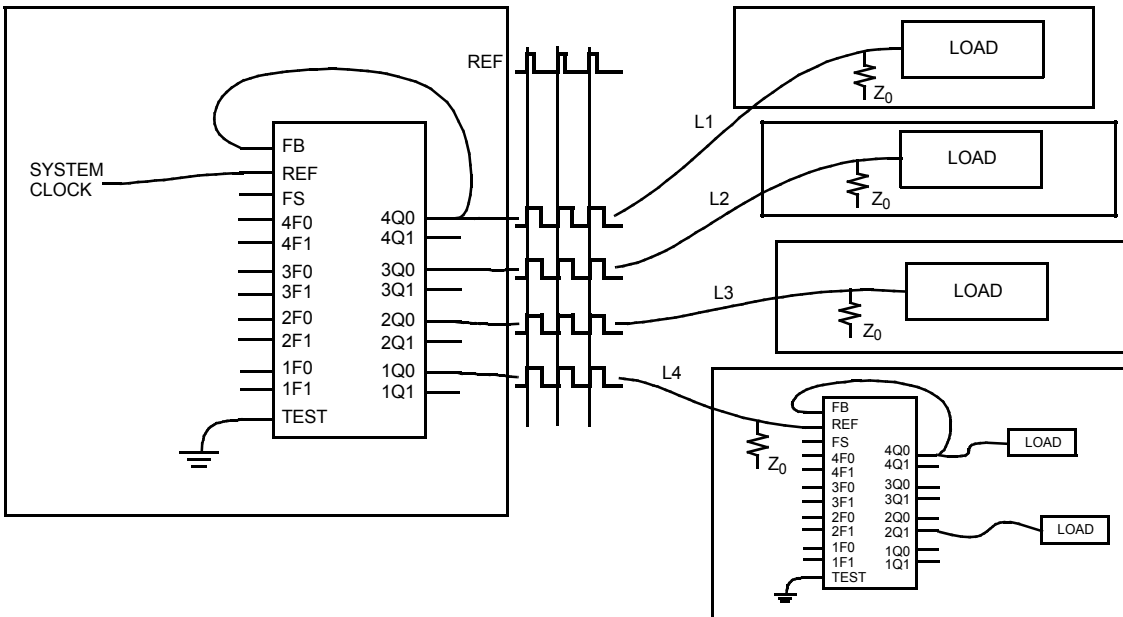 REF
SYSTEM
CLOCK
FB
REF
FS
4F0
4F1
3F0
3F1
2F0
2F1
1F0
1F1
TEST
4Q0
4Q1
3Q0
3Q1
2Q0
2Q1
1Q0
1Q1
L1
LOAD
Z0
L2
LOAD
Z0
L3
LOAD
Z0
L4
Z0
FB
REF
FS
4F0
4F1
3F0
3F1
2F0
2F1
1F0
1F1
TEST
4Q0
4Q1
3Q0
3Q1
2Q0
2Q1
1Q0
1Q1
LOAD
LOAD